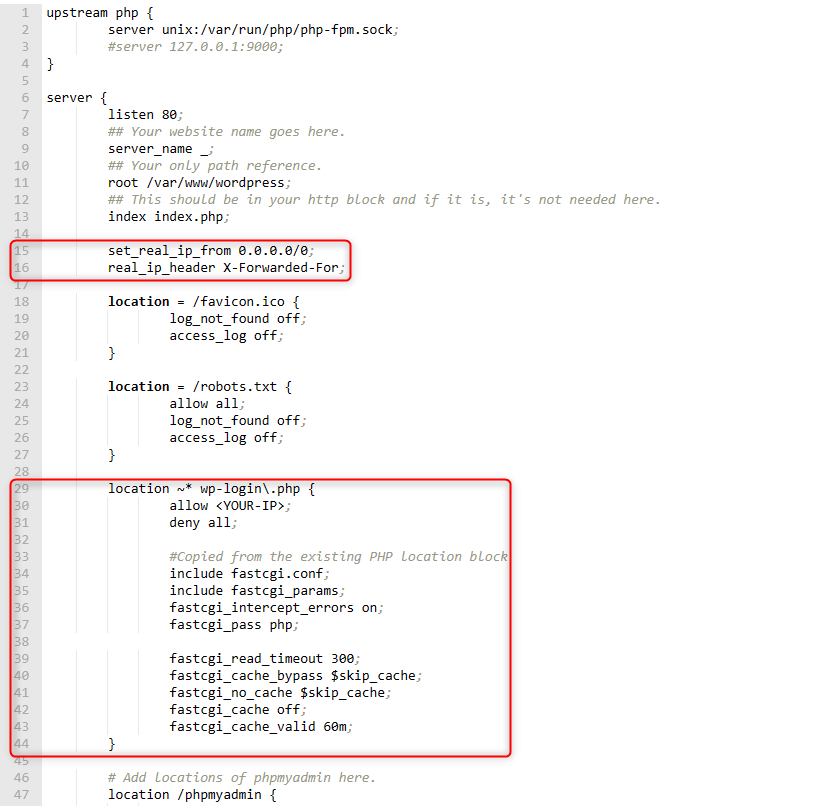 1 upstream php {
2 server unix:/var/run/php/php-fpm.sock;
3 #server 127.0.0.1:9000;
4 }
5
6 server {
7 listen 80;
8 ## Your website name goes here.
9 server_name _;
10 ## Your only path reference.
11 root /var/www/wordpress;
12 ## This should be in your http block and if it is, it's not needed here.
13 index index.php;
14
15 set_real_ip_from 0.0.0.0/0;
16 real_ip_header X-Forwarded-For;
17
18 location = /favicon.ico {
19 log_not_found off;
20 access_log off;
21 }
22
23 location = /robots.txt {
24 allow all;
25 log_not_found off;
26 access_log off;
27 }
28
29 location ~* wp-login\.php {
30 allow <YOUR-IP>;
31 deny all;
32
33 #Copied from the existing PHP Location block
34 include fastcgi.conf;
35 include fastcgi_params;
36 fastcgi_intercept_errors on;
37 fastcgi_pass php;
38
39 fastcgi_read_timeout 300;
40 fastcgi_cache_bypass $skip_cache;
41 fastcgi_no_cache $skip_cache;
42 fastcgi_cache off;
43 fastcgi_cache_valid 60m;
44 }
45
46 # Add locations of phpmyadmin here.
47 location /phpmyadmin {